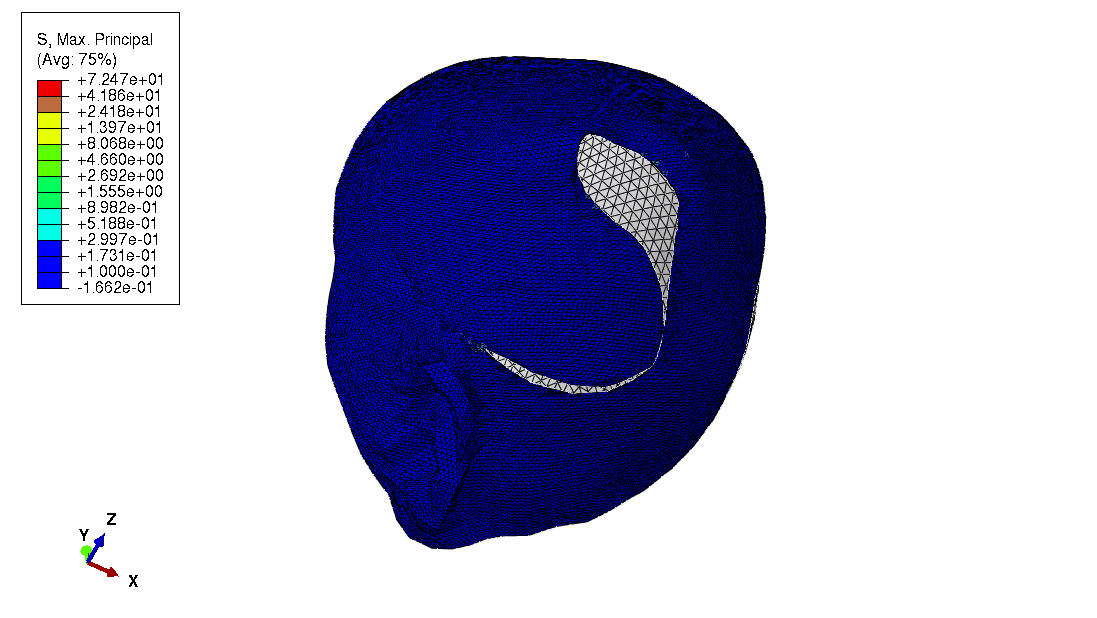 S, Max. Principal
(Avg: 75%)
+7.247e+01
+4.186e+01
+2.418e+01
+1.397e+01
+8.068e+00
+4.660e+00
+2.692e+00
+1.555e+00
+8.982e-01
+5.188e-01
+2.997e-01
+1.731e-01
+1.000e-01
-1.662e-01
Z
Y
X